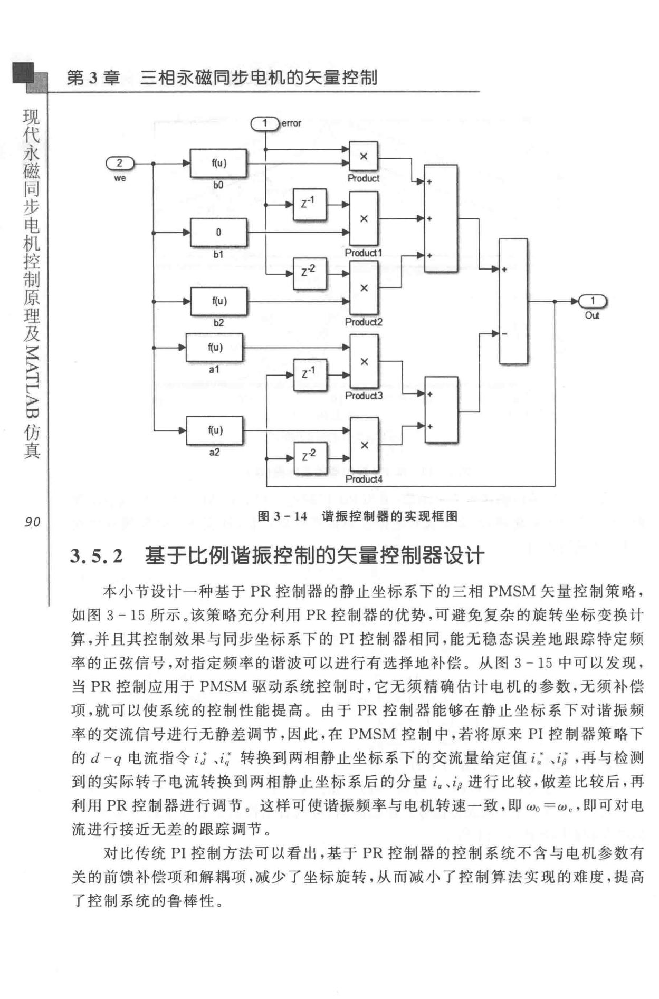 第 3 章 三相永磁同步电机的矢量控制
现代永磁同步电机控制原理及MATLAB仿真
1 error
2
we
f(u)
b0
×
Product
+
Z-1
×
+
0
b1
Product1
+
Z-2
×
+
f(u)
b2
Product2
1
Out
f(u)
a1
×
−
Z-1
Product3
+
f(u)
a2
×
+
Z-2
Product4
图 3-14 谐振控制器的实现框图
90
3.5.2 基于比例谐振控制的矢量控制器设计
本小节设计一种基于 PR 控制器的静止坐标系下的三相 PMSM 矢量控制策略,
如图 3-15 所示。该策略充分利用 PR 控制器的优势,可避免复杂的旋转坐标变换计
算,并且其控制效果与同步坐标系下的 PI 控制器相同,能无稳态误差地跟踪特定频
率的正弦信号,对指定频率的谐波可以进行有选择地补偿。从图 3-15 中可以发现,
当 PR 控制应用于 PMSM 驱动系统控制时,它无须精确估计电机的参数,无须补偿
项,就可以使系统的控制性能提高。由于 PR 控制器能够在静止坐标系下对谐振频
率的交流信号进行无静差调节,因此,在 PMSM 控制中,若将原来 PI 控制器策略下
的 d-q 电流指令 i_d^*、i_q^* 转换到两相静止坐标系下的交流量给定值 i_α^*、i_β^*,再与检测
到的实际转子电流转换到两相静止坐标系后的分量 i_α、i_β 进行比较,做差比较后,再
利用 PR 控制器进行调节。这样可使谐振频率与电机转速一致,即 ω₀=ωₑ,即可对电
流进行接近无差的跟踪调节。
对比传统 PI 控制方法可以看出,基于 PR 控制器的控制系统不含与电机参数有
关的前馈补偿项和解耦项,减少了坐标旋转,从而减小了控制算法实现的难度,提高
了控制系统的鲁棒性。